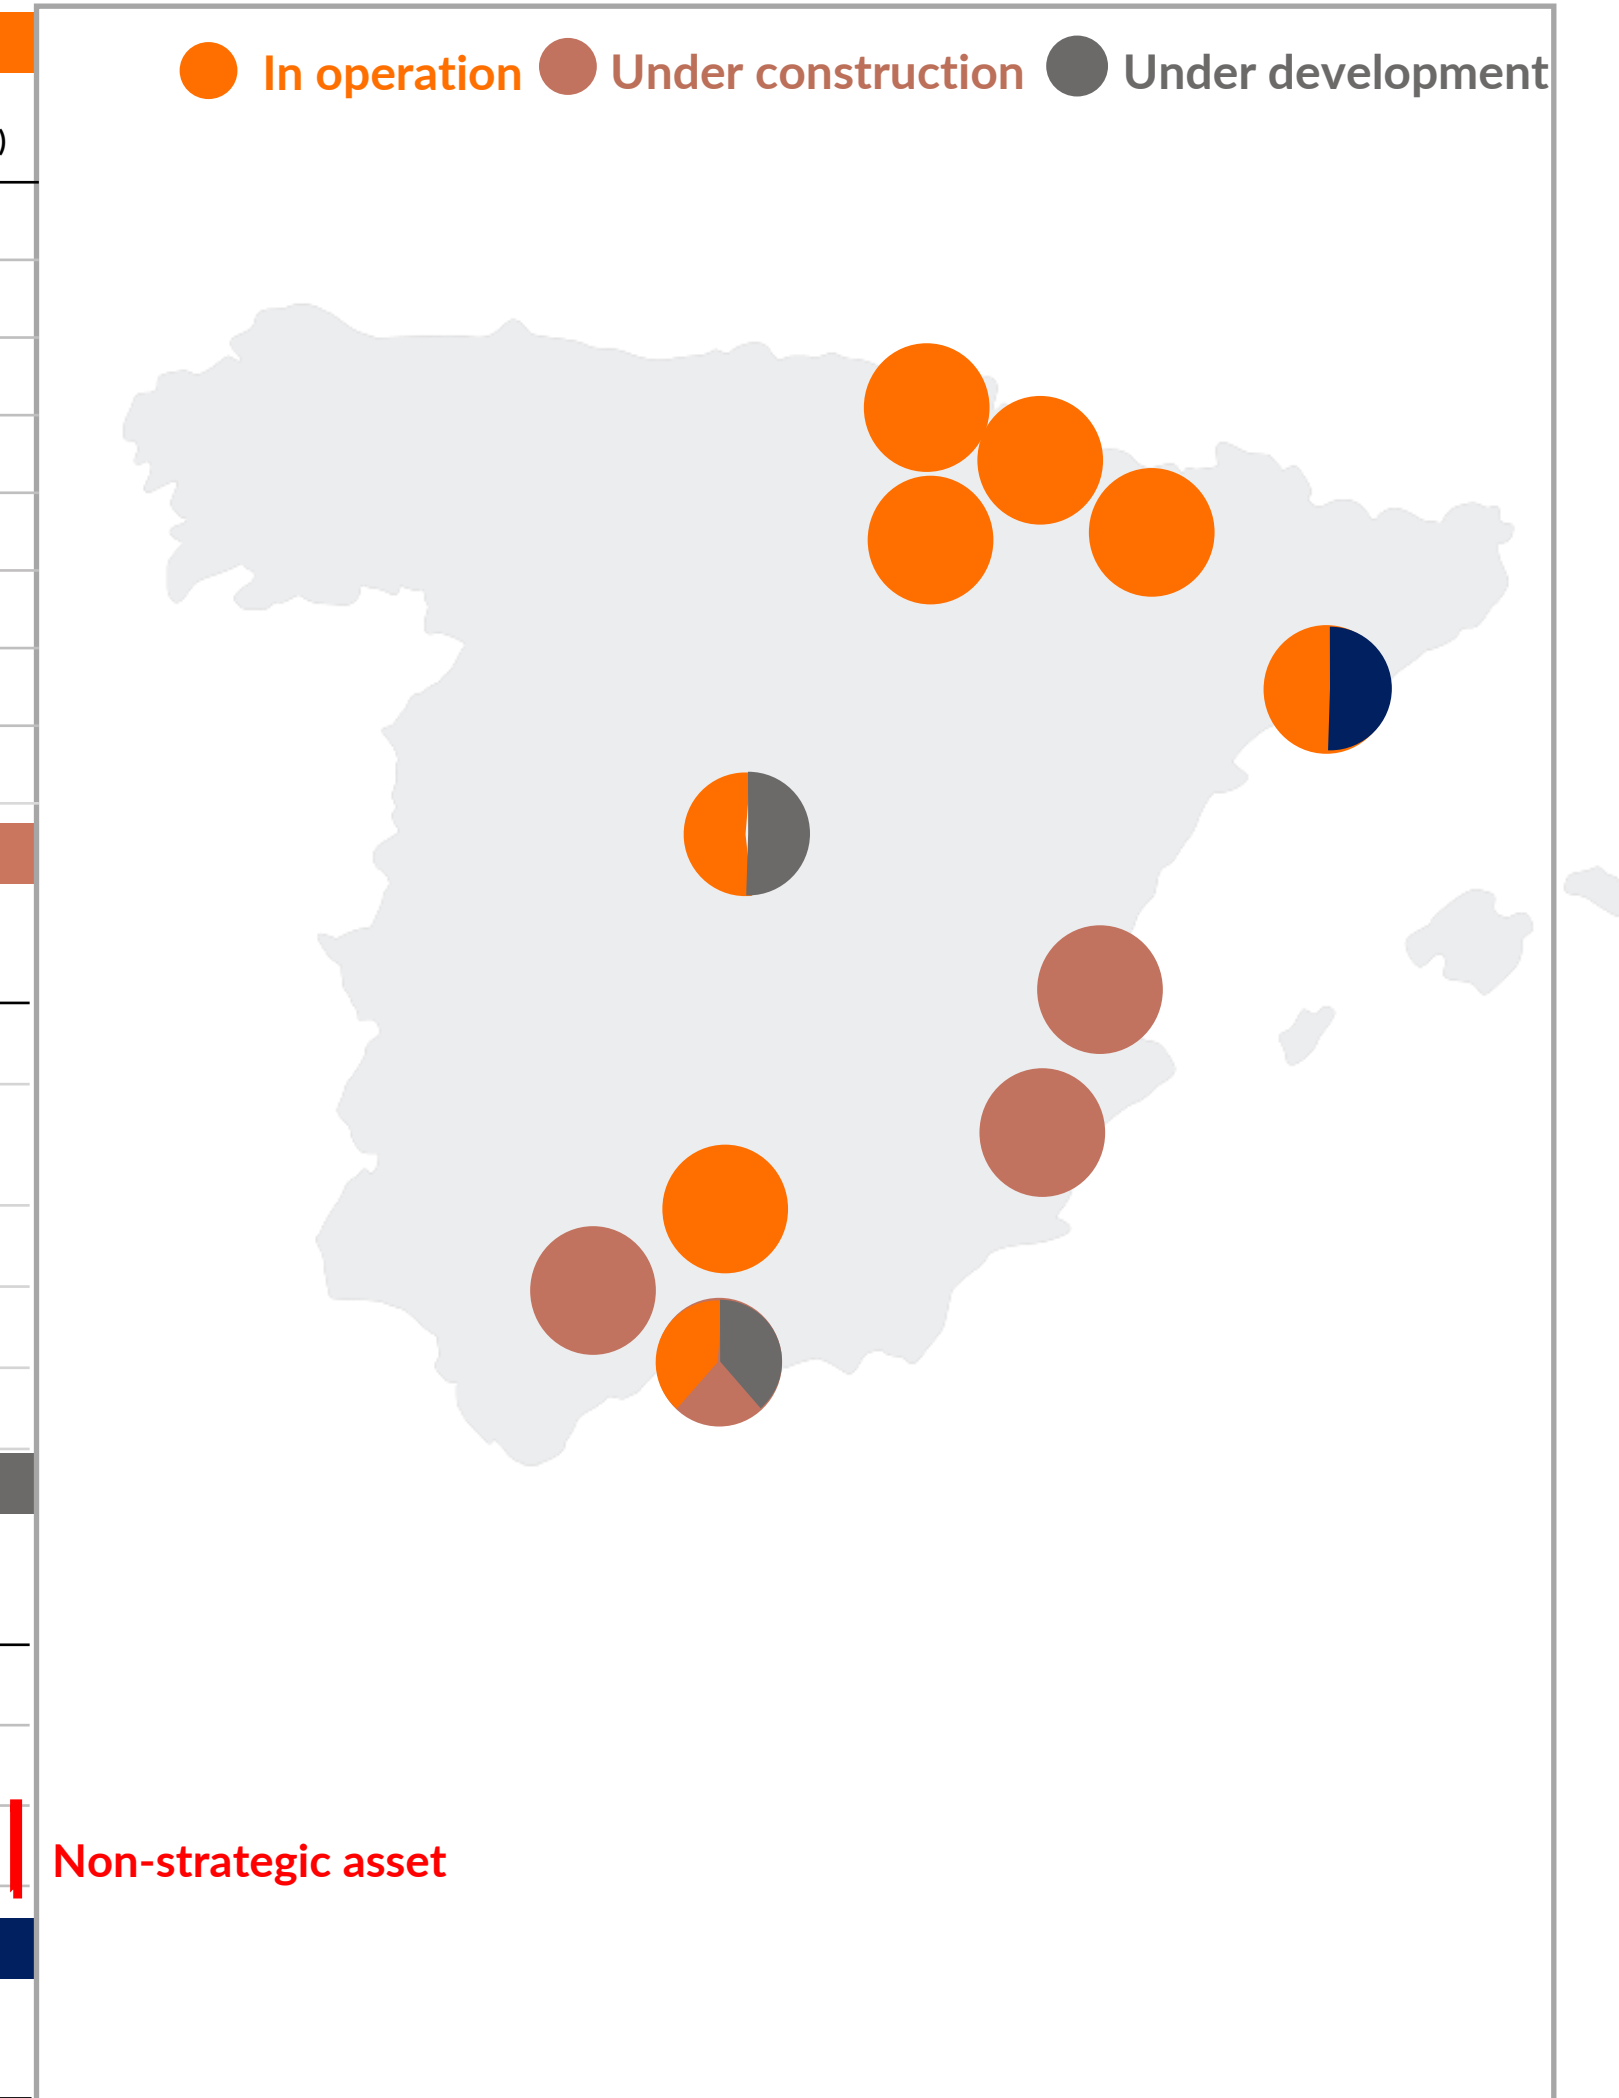 In operation Under construction Under development
)
Non-strategic asset